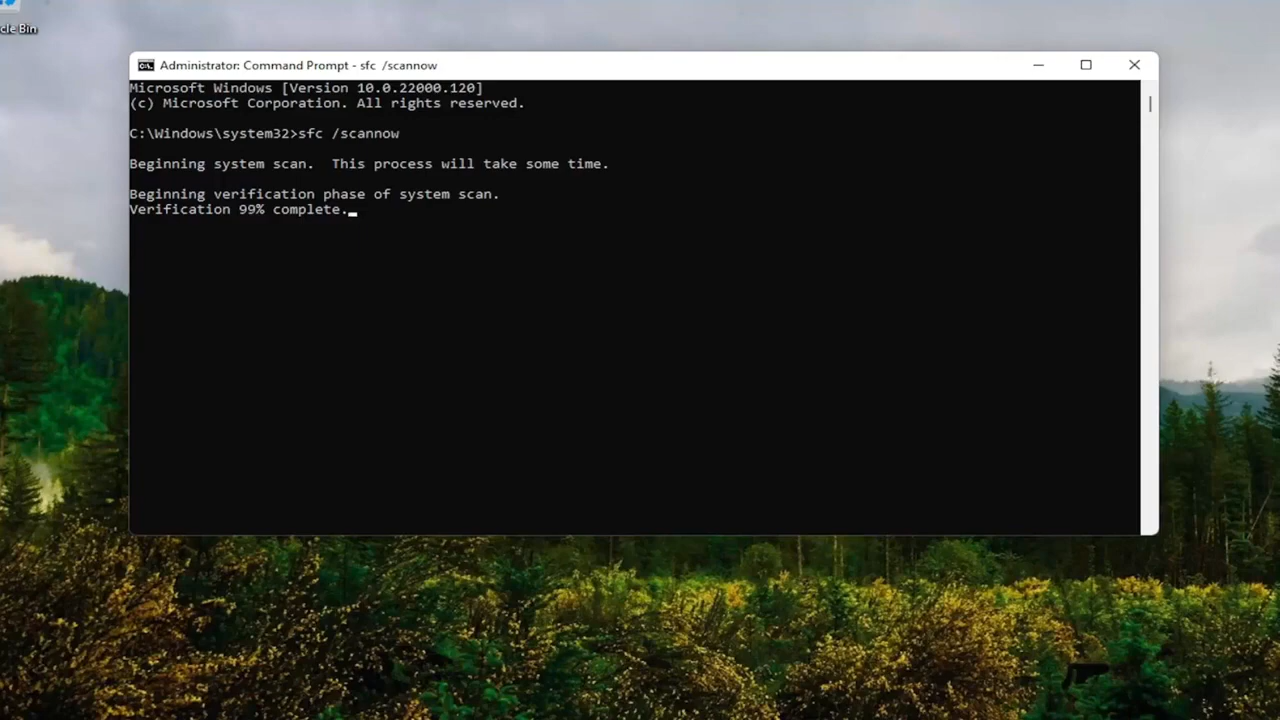 cle Bin
Administrator: Command Prompt - sfc  /scannow
Microsoft Windows [Version 10.0.22000.120]
(c) Microsoft Corporation. All rights reserved.
C:\Windows\system32>sfc /scannow
Beginning system scan.  This process will take some time.
Beginning verification phase of system scan.
Verification 99% complete.